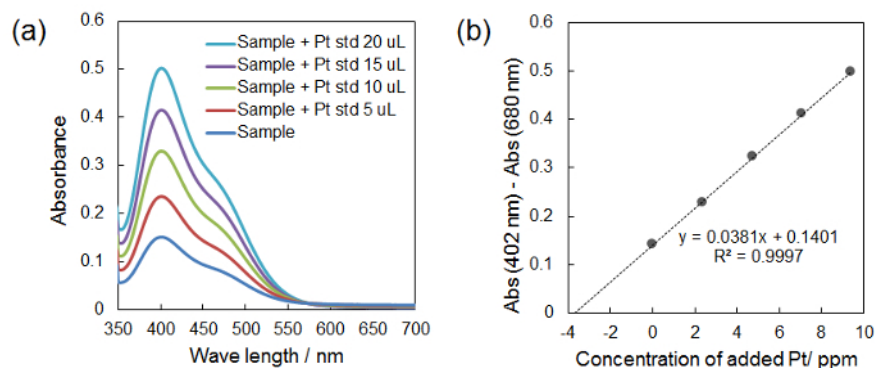 (a)
0.6
0.5
0.4
0.3
0.2
0.1
0
Absorbance
Sample + Pt std 20 uL
Sample + Pt std 15 uL
Sample + Pt std 10 uL
Sample + Pt std 5 uL
Sample
350 400 450 500 550 600 700
Wave length / nm
(b)
0.6
0.5
0.4
0.3
0.2
0.1
0
Abs (402 nm) - Abs (680 nm)
y = 0.0381x + 0.1401
R² = 0.9997
-4 -2 0 2 4 6 8 10
Concentration of added Pt/ ppm